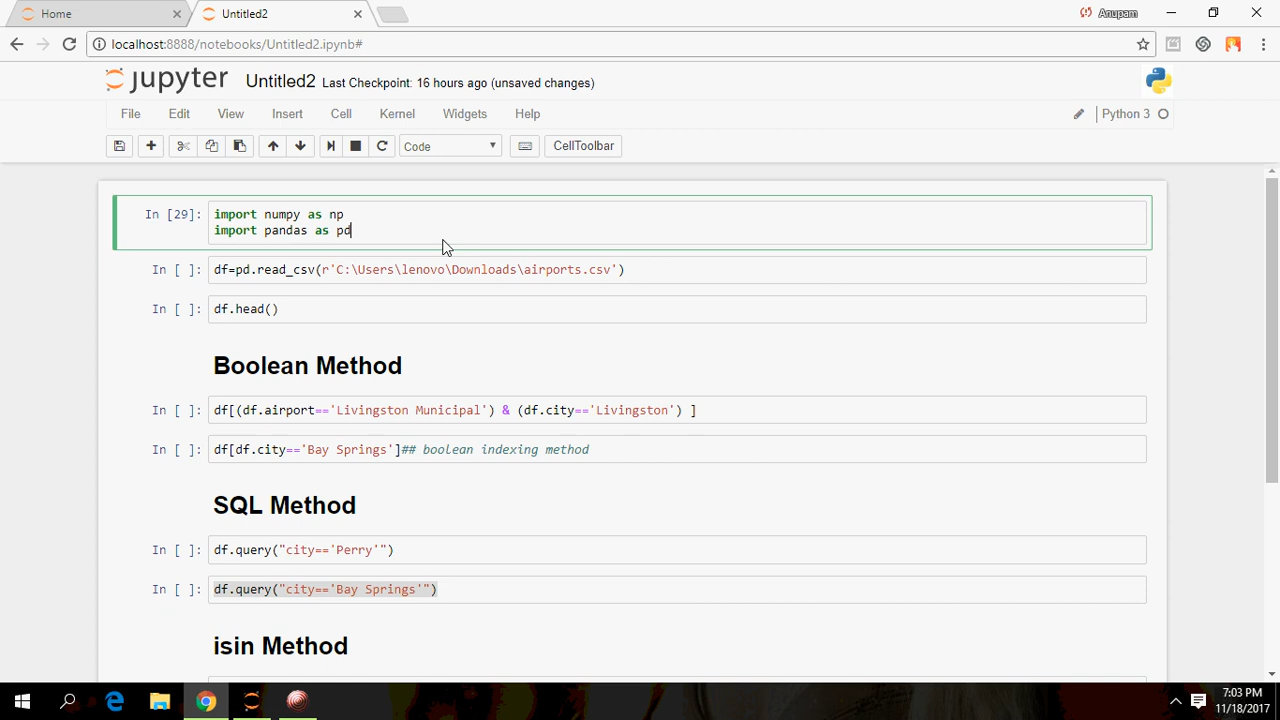 Home
Untitled2
Anupam
localhost:8888/notebooks/Untitled2.ipynb#
jupyter Untitled2 Last Checkpoint: 16 hours ago (unsaved changes)
File Edit View Insert Cell Kernel Widgets Help
Python 3
Code
CellToolbar
In [29]: import numpy as np
import pandas as pd
In [ ]: df=pd.read_csv(r'C:\Users\lenovo\Downloads\airports.csv')
In [ ]: df.head()
Boolean Method
In [ ]: df[(df.airport=='Livingston Municipal') & (df.city=='Livingston') ]
In [ ]: df[df.city=='Bay Springs']## boolean indexing method
SQL Method
In [ ]: df.query("city=='Perry'")
In [ ]: df.query("city=='Bay Springs'")
isin Method
7:03 PM
11/18/2017